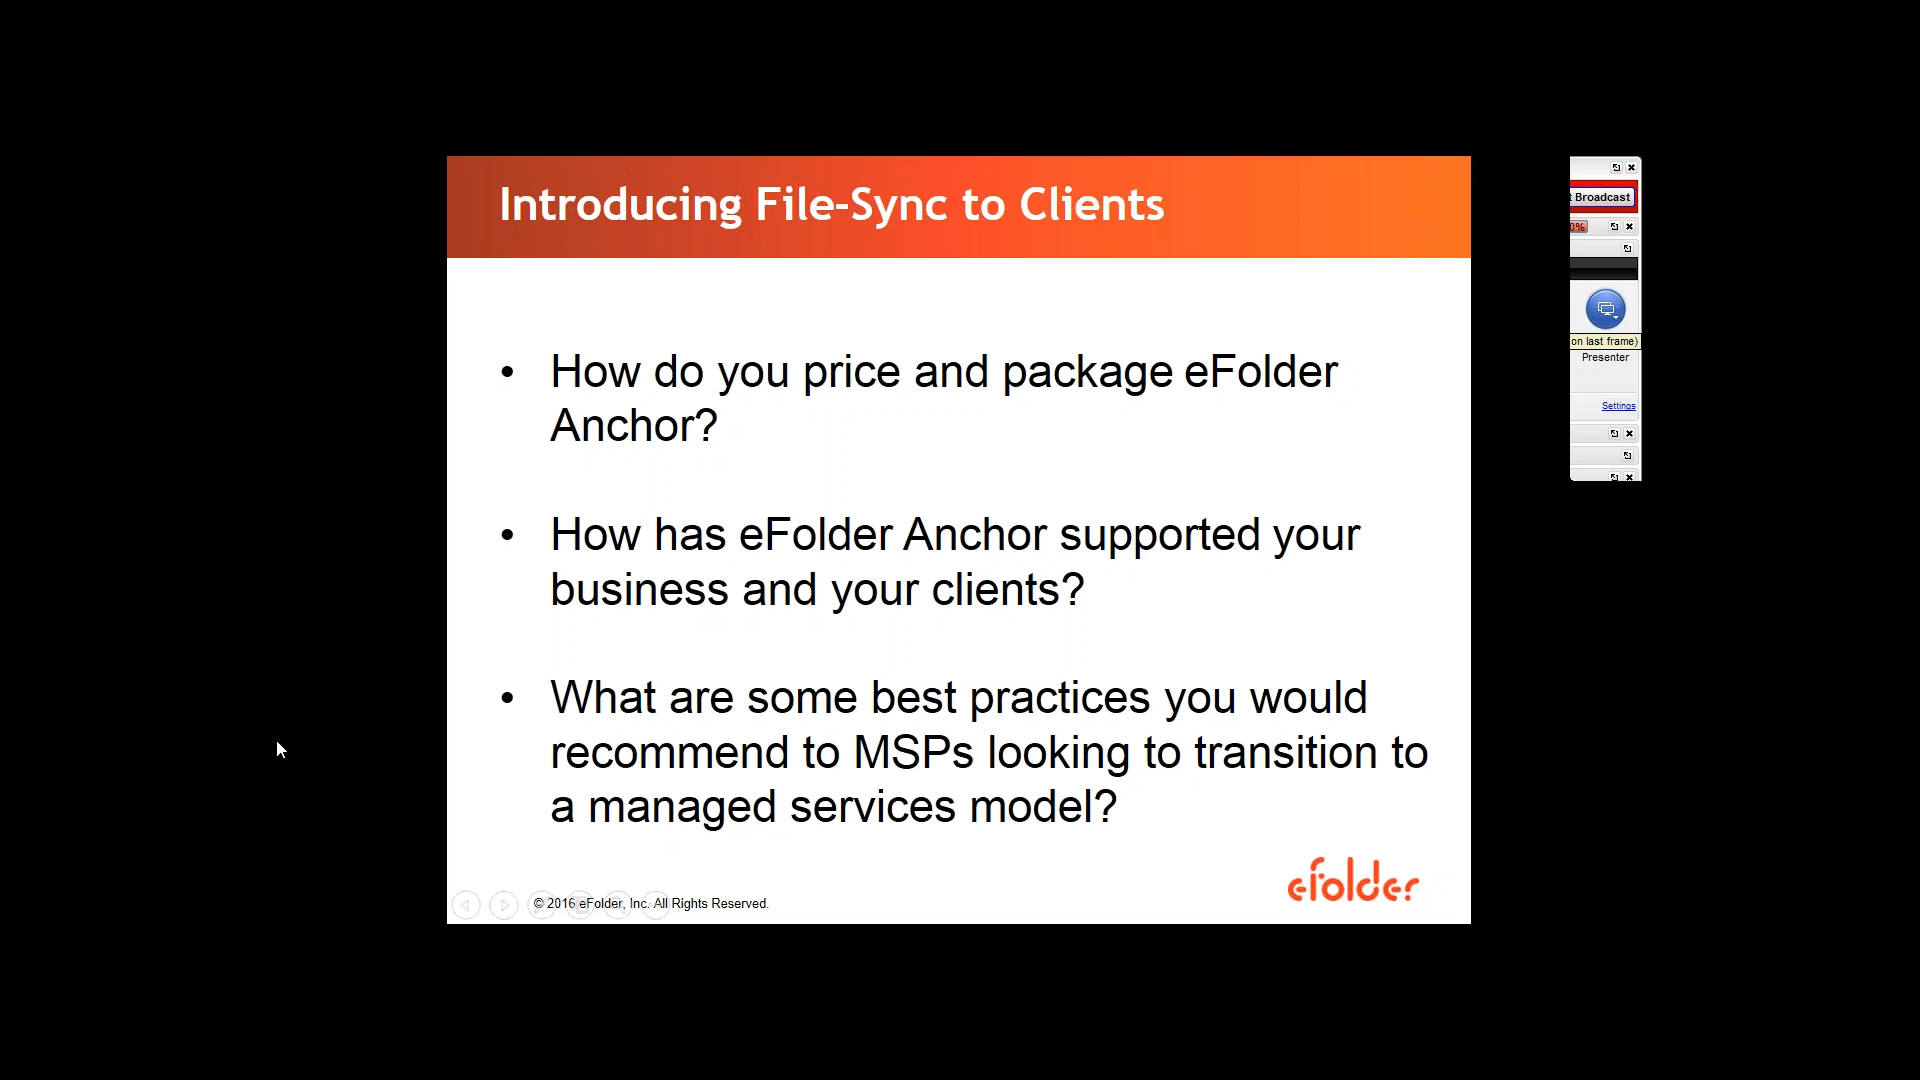 Introducing File-Sync to Clients
• How do you price and package eFolder
Anchor?
• How has eFolder Anchor supported your
business and your clients?
• What are some best practices you would
recommend to MSPs looking to transition to
a managed services model?
© 2016 eFolder, Inc. All Rights Reserved.
efolder
t Broadcast
0%
on last frame)
Presenter
Settings